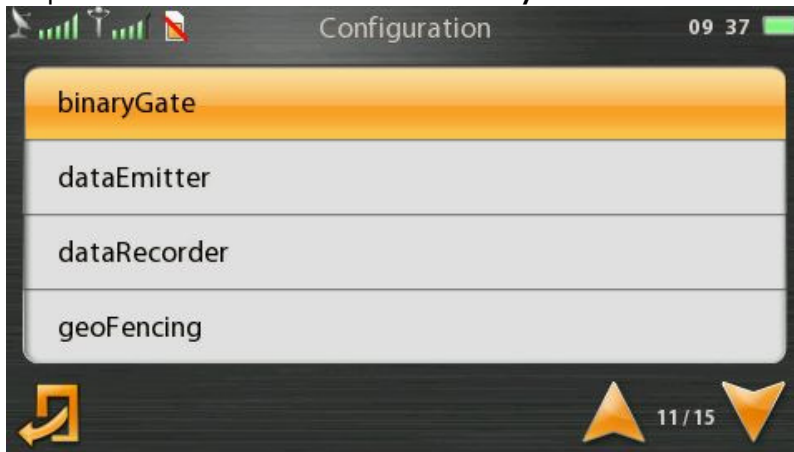 Configuration 09 37
binaryGate
dataEmitter
dataRecorder
geoFencing
11/15